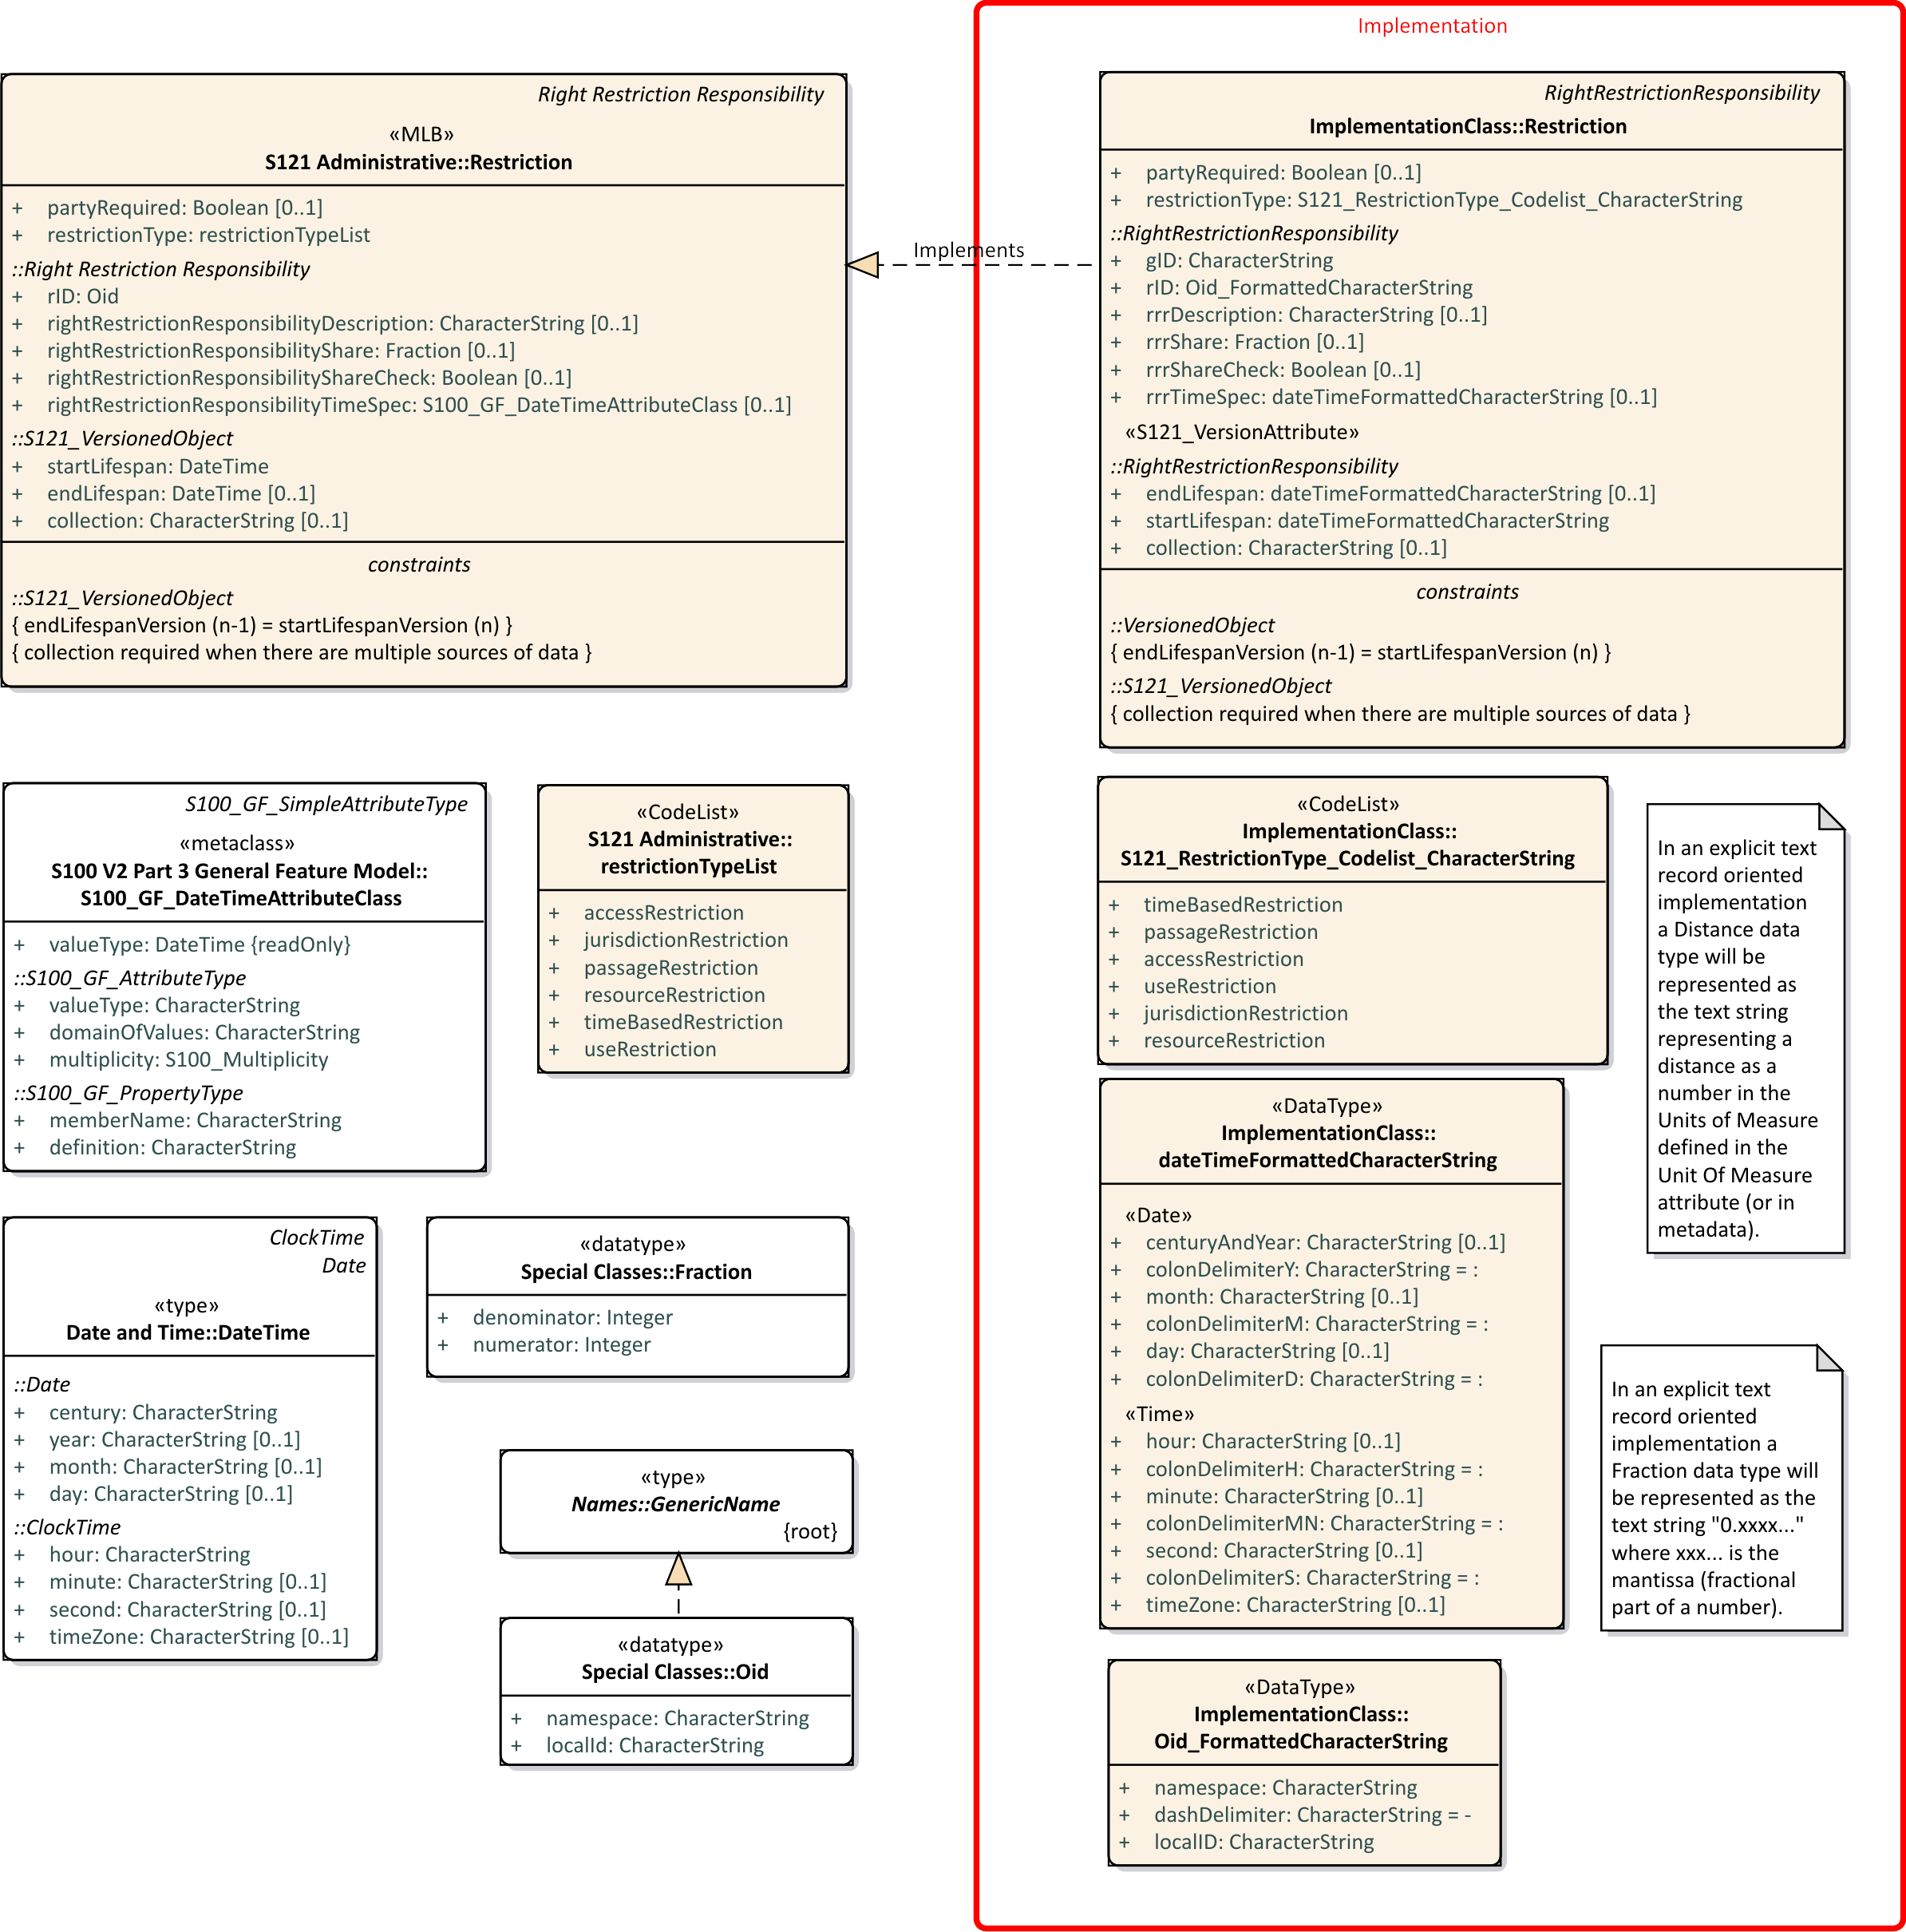 Implementation
Right Restriction Responsibility
«MLB»
S121 Administrative::Restriction
+ partyRequired: Boolean [0..1]
+ restrictionType: restrictionTypeList
::Right Restriction Responsibility
+ rID: Oid
+ rightRestrictionResponsibilityDescription: CharacterString [0..1]
+ rightRestrictionResponsibilityShare: Fraction [0..1]
+ rightRestrictionResponsibilityShareCheck: Boolean [0..1]
+ rightRestrictionResponsibilityTimeSpec: S100_GF_DateTimeAttributeClass [0..1]
::S121_VersionedObject
+ startLifespan: DateTime
+ endLifespan: DateTime [0..1]
+ collection: CharacterString [0..1]
constraints
::S121_VersionedObject
{ endLifespanVersion (n-1) = startLifespanVersion (n) }
{ collection required when there are multiple sources of data }
Implements
RightRestrictionResponsibility
ImplementationClass::Restriction
+ partyRequired: Boolean [0..1]
+ restrictionType: S121_RestrictionType_Codelist_CharacterString
::RightRestrictionResponsibility
+ gID: CharacterString
+ rID: Oid_FormattedCharacterString
+ rrrDescription: CharacterString [0..1]
+ rrrShare: Fraction [0..1]
+ rrrShareCheck: Boolean [0..1]
+ rrrTimeSpec: dateTimeFormattedCharacterString [0..1]
«S121_VersionAttribute»
::RightRestrictionResponsibility
+ endLifespan: dateTimeFormattedCharacterString [0..1]
+ startLifespan: dateTimeFormattedCharacterString
+ collection: CharacterString [0..1]
constraints
::VersionedObject
{ endLifespanVersion (n-1) = startLifespanVersion (n) }
::S121_VersionedObject
{ collection required when there are multiple sources of data }
S100_GF_SimpleAttributeType
«metaclass»
S100 V2 Part 3 General Feature Model::
S100_GF_DateTimeAttributeClass
+ valueType: DateTime {readOnly}
::S100_GF_AttributeType
+ valueType: CharacterString
+ domainOfValues: CharacterString
+ multiplicity: S100_Multiplicity
::S100_GF_PropertyType
+ memberName: CharacterString
+ definition: CharacterString
«CodeList»
S121 Administrative::
restrictionTypeList
+ accessRestriction
+ jurisdictionRestriction
+ passageRestriction
+ resourceRestriction
+ timeBasedRestriction
+ useRestriction
«CodeList»
ImplementationClass::
S121_RestrictionType_Codelist_CharacterString
+ timeBasedRestriction
+ passageRestriction
+ accessRestriction
+ useRestriction
+ jurisdictionRestriction
+ resourceRestriction
In an explicit text
record oriented
implementation
a Distance data
type will be
represented as
the text string
representing a
distance as a
number in the
Units of Measure
defined in the
Unit Of Measure
attribute (or in
metadata).
ClockTime
Date
«type»
Date and Time::DateTime
::Date
+ century: CharacterString
+ year: CharacterString [0..1]
+ month: CharacterString [0..1]
+ day: CharacterString [0..1]
::ClockTime
+ hour: CharacterString
+ minute: CharacterString [0..1]
+ second: CharacterString [0..1]
+ timeZone: CharacterString [0..1]
«datatype»
Special Classes::Fraction
+ denominator: Integer
+ numerator: Integer
«type»
Names::GenericName
{root}
«datatype»
Special Classes::Oid
+ namespace: CharacterString
+ localId: CharacterString
«DataType»
ImplementationClass::
dateTimeFormattedCharacterString
«Date»
+ centuryAndYear: CharacterString [0..1]
+ colonDelimiterY: CharacterString = :
+ month: CharacterString [0..1]
+ colonDelimiterM: CharacterString = :
+ day: CharacterString [0..1]
+ colonDelimiterD: CharacterString = :
«Time»
+ hour: CharacterString [0..1]
+ colonDelimiterH: CharacterString = :
+ minute: CharacterString [0..1]
+ colonDelimiterMN: CharacterString = :
+ second: CharacterString [0..1]
+ colonDelimiterS: CharacterString = :
+ timeZone: CharacterString [0..1]
In an explicit text
record oriented
implementation a
Fraction data type will
be represented as the
text string "0.xxxx..."
where xxx... is the
mantissa (fractional
part of a number).
«DataType»
ImplementationClass::
Oid_FormattedCharacterString
+ namespace: CharacterString
+ dashDelimiter: CharacterString = -
+ localID: CharacterString